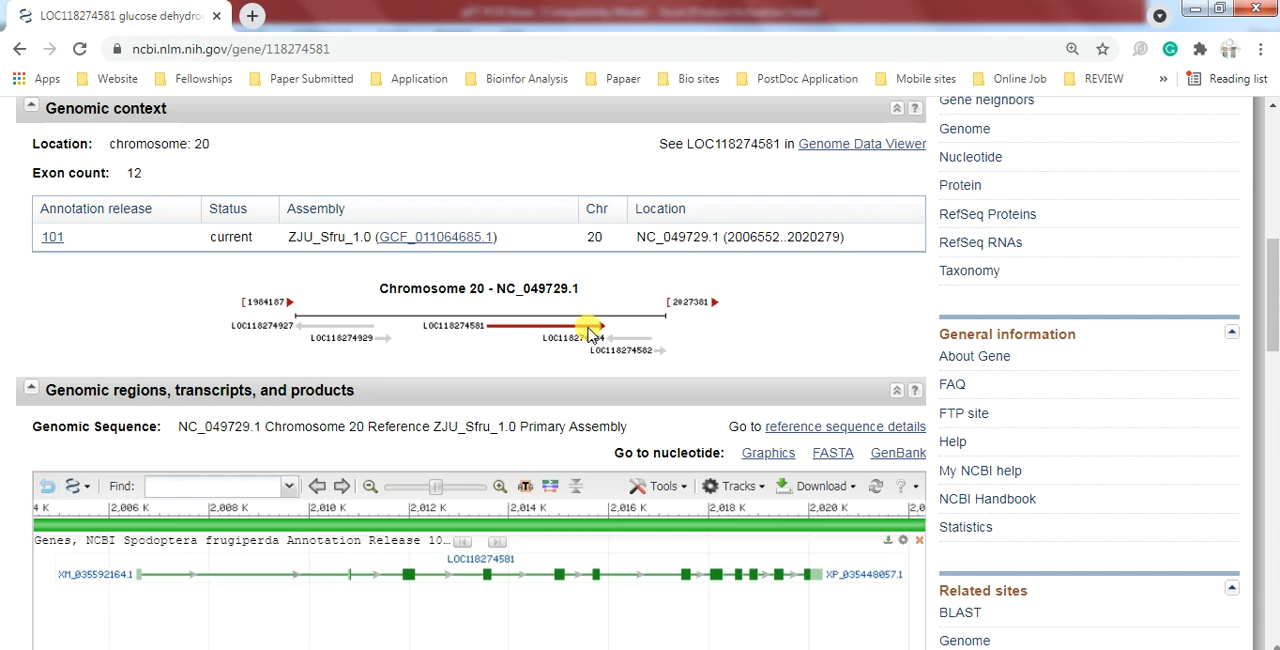 LOC118274581 glucose dehydro
ncbi.nlm.nih.gov/gene/118274581
Apps Website Fellowships Paper Submitted Application Bioinfor Analysis Papaer Bio sites PostDoc Application Mobile sites Online Job REVIEW » Reading list
Genomic context
Location: chromosome: 20
See LOC118274581 in Genome Data Viewer
Exon count: 12
Annotation release Status Assembly Chr Location
101 current ZJU_Sfru_1.0 (GCF_011064685.1) 20 NC_049729.1 (2006552..2020279)
Chromosome 20 - NC_049729.1
[ 1984187 [ 2027381
LOC118274927 LOC118274581
LOC118274929
LOC118274582
Genomic regions, transcripts, and products
Genomic Sequence: NC_049729.1 Chromosome 20 Reference ZJU_Sfru_1.0 Primary Assembly
Go to reference sequence details
Go to nucleotide: Graphics FASTA GenBank
Find: Tools Tracks Download ?
4 K 2,006 K 2,008 K 2,010 K 2,012 K 2,014 K 2,016 K 2,018 K 2,020 K 2,0
Genes, NCBI Spodoptera frugiperda Annotation Release 10...
LOC118274581
XM_035592164.1 XP_035448057.1
Gene neighbors
Genome
Nucleotide
Protein
RefSeq Proteins
RefSeq RNAs
Taxonomy
General information
About Gene
FAQ
FTP site
Help
My NCBI help
NCBI Handbook
Statistics
Related sites
BLAST
Genome